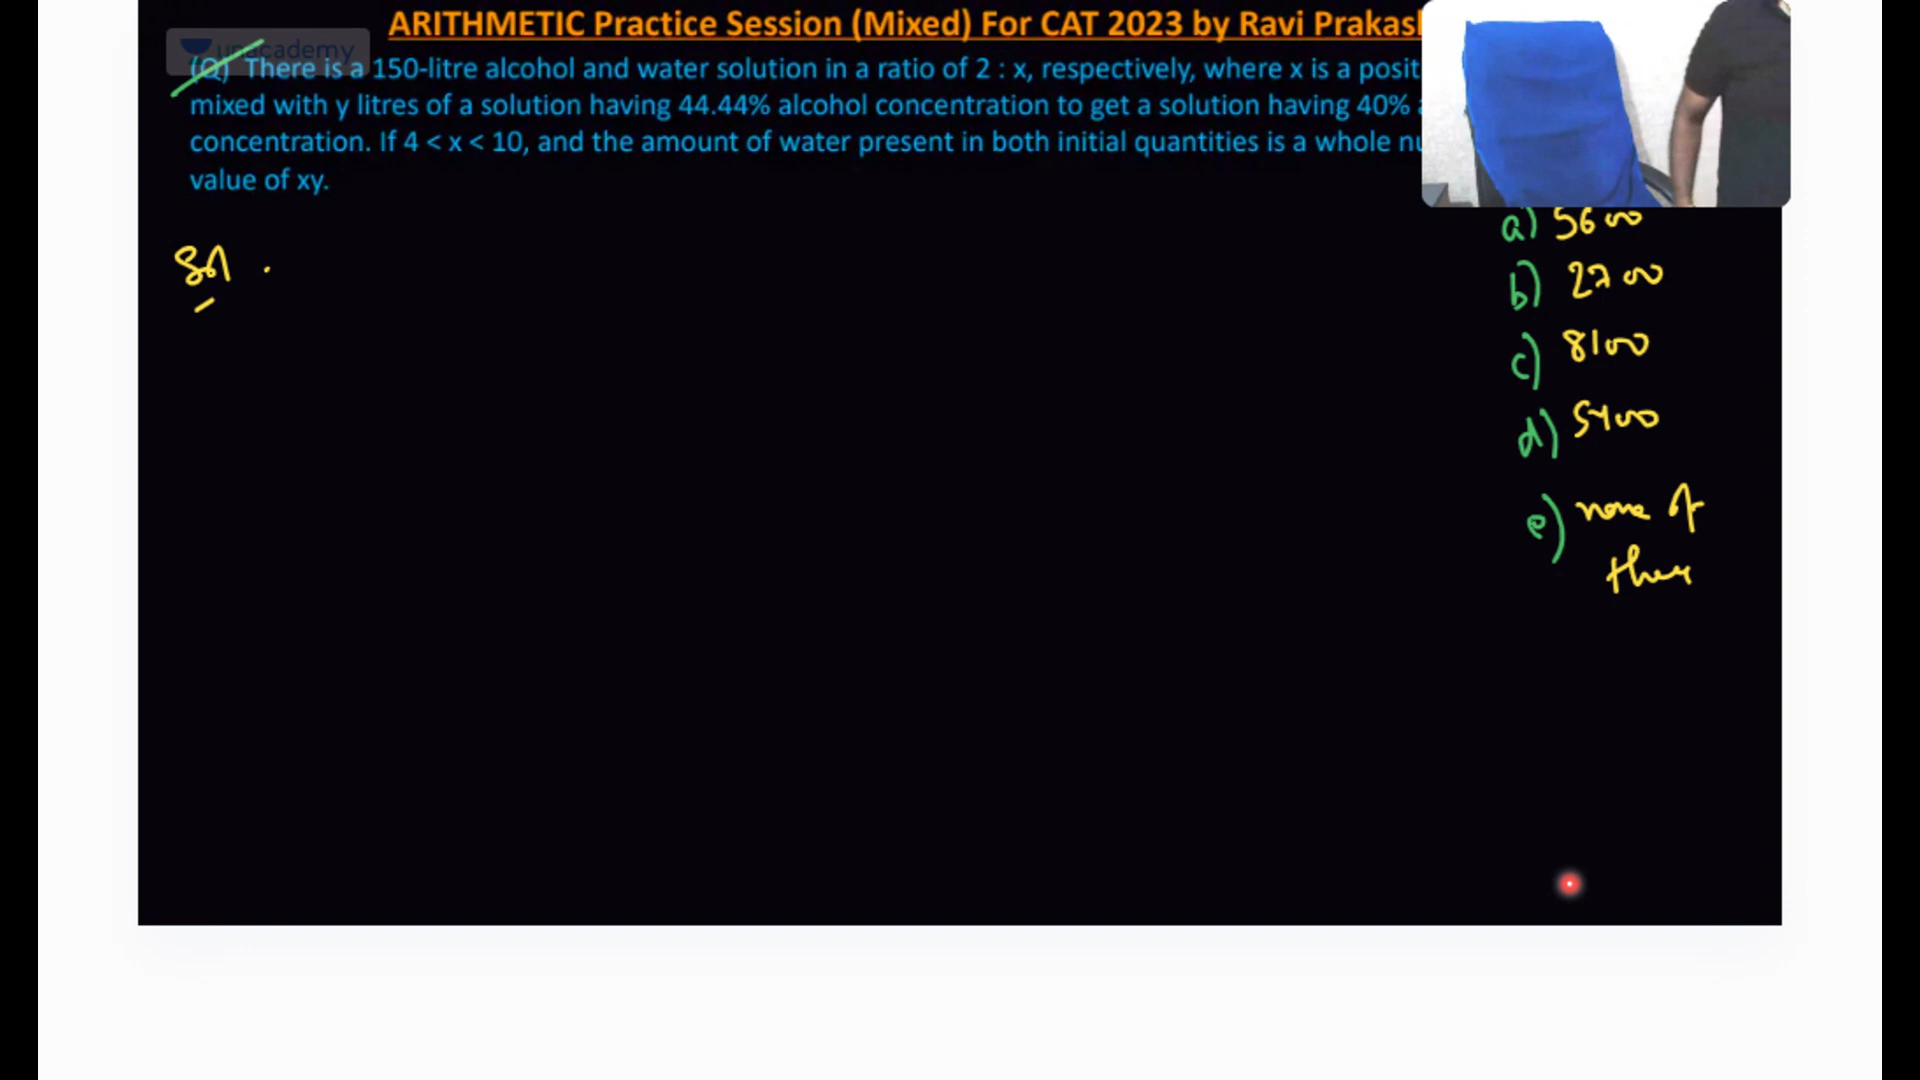 ARITHMETIC Practice Session (Mixed) For CAT 2023 by Ravi Prakash
unacademy
(Q) There is a 150-litre alcohol and water solution in a ratio of 2 : x, respectively, where x is a posit
mixed with y litres of a solution having 44.44% alcohol concentration to get a solution having 40%
concentration. If 4 < x < 10, and the amount of water present in both initial quantities is a whole nu
value of xy.
Sol .
a) 5600
b) 2700
c) 8100
d) 5400
e) none of
these